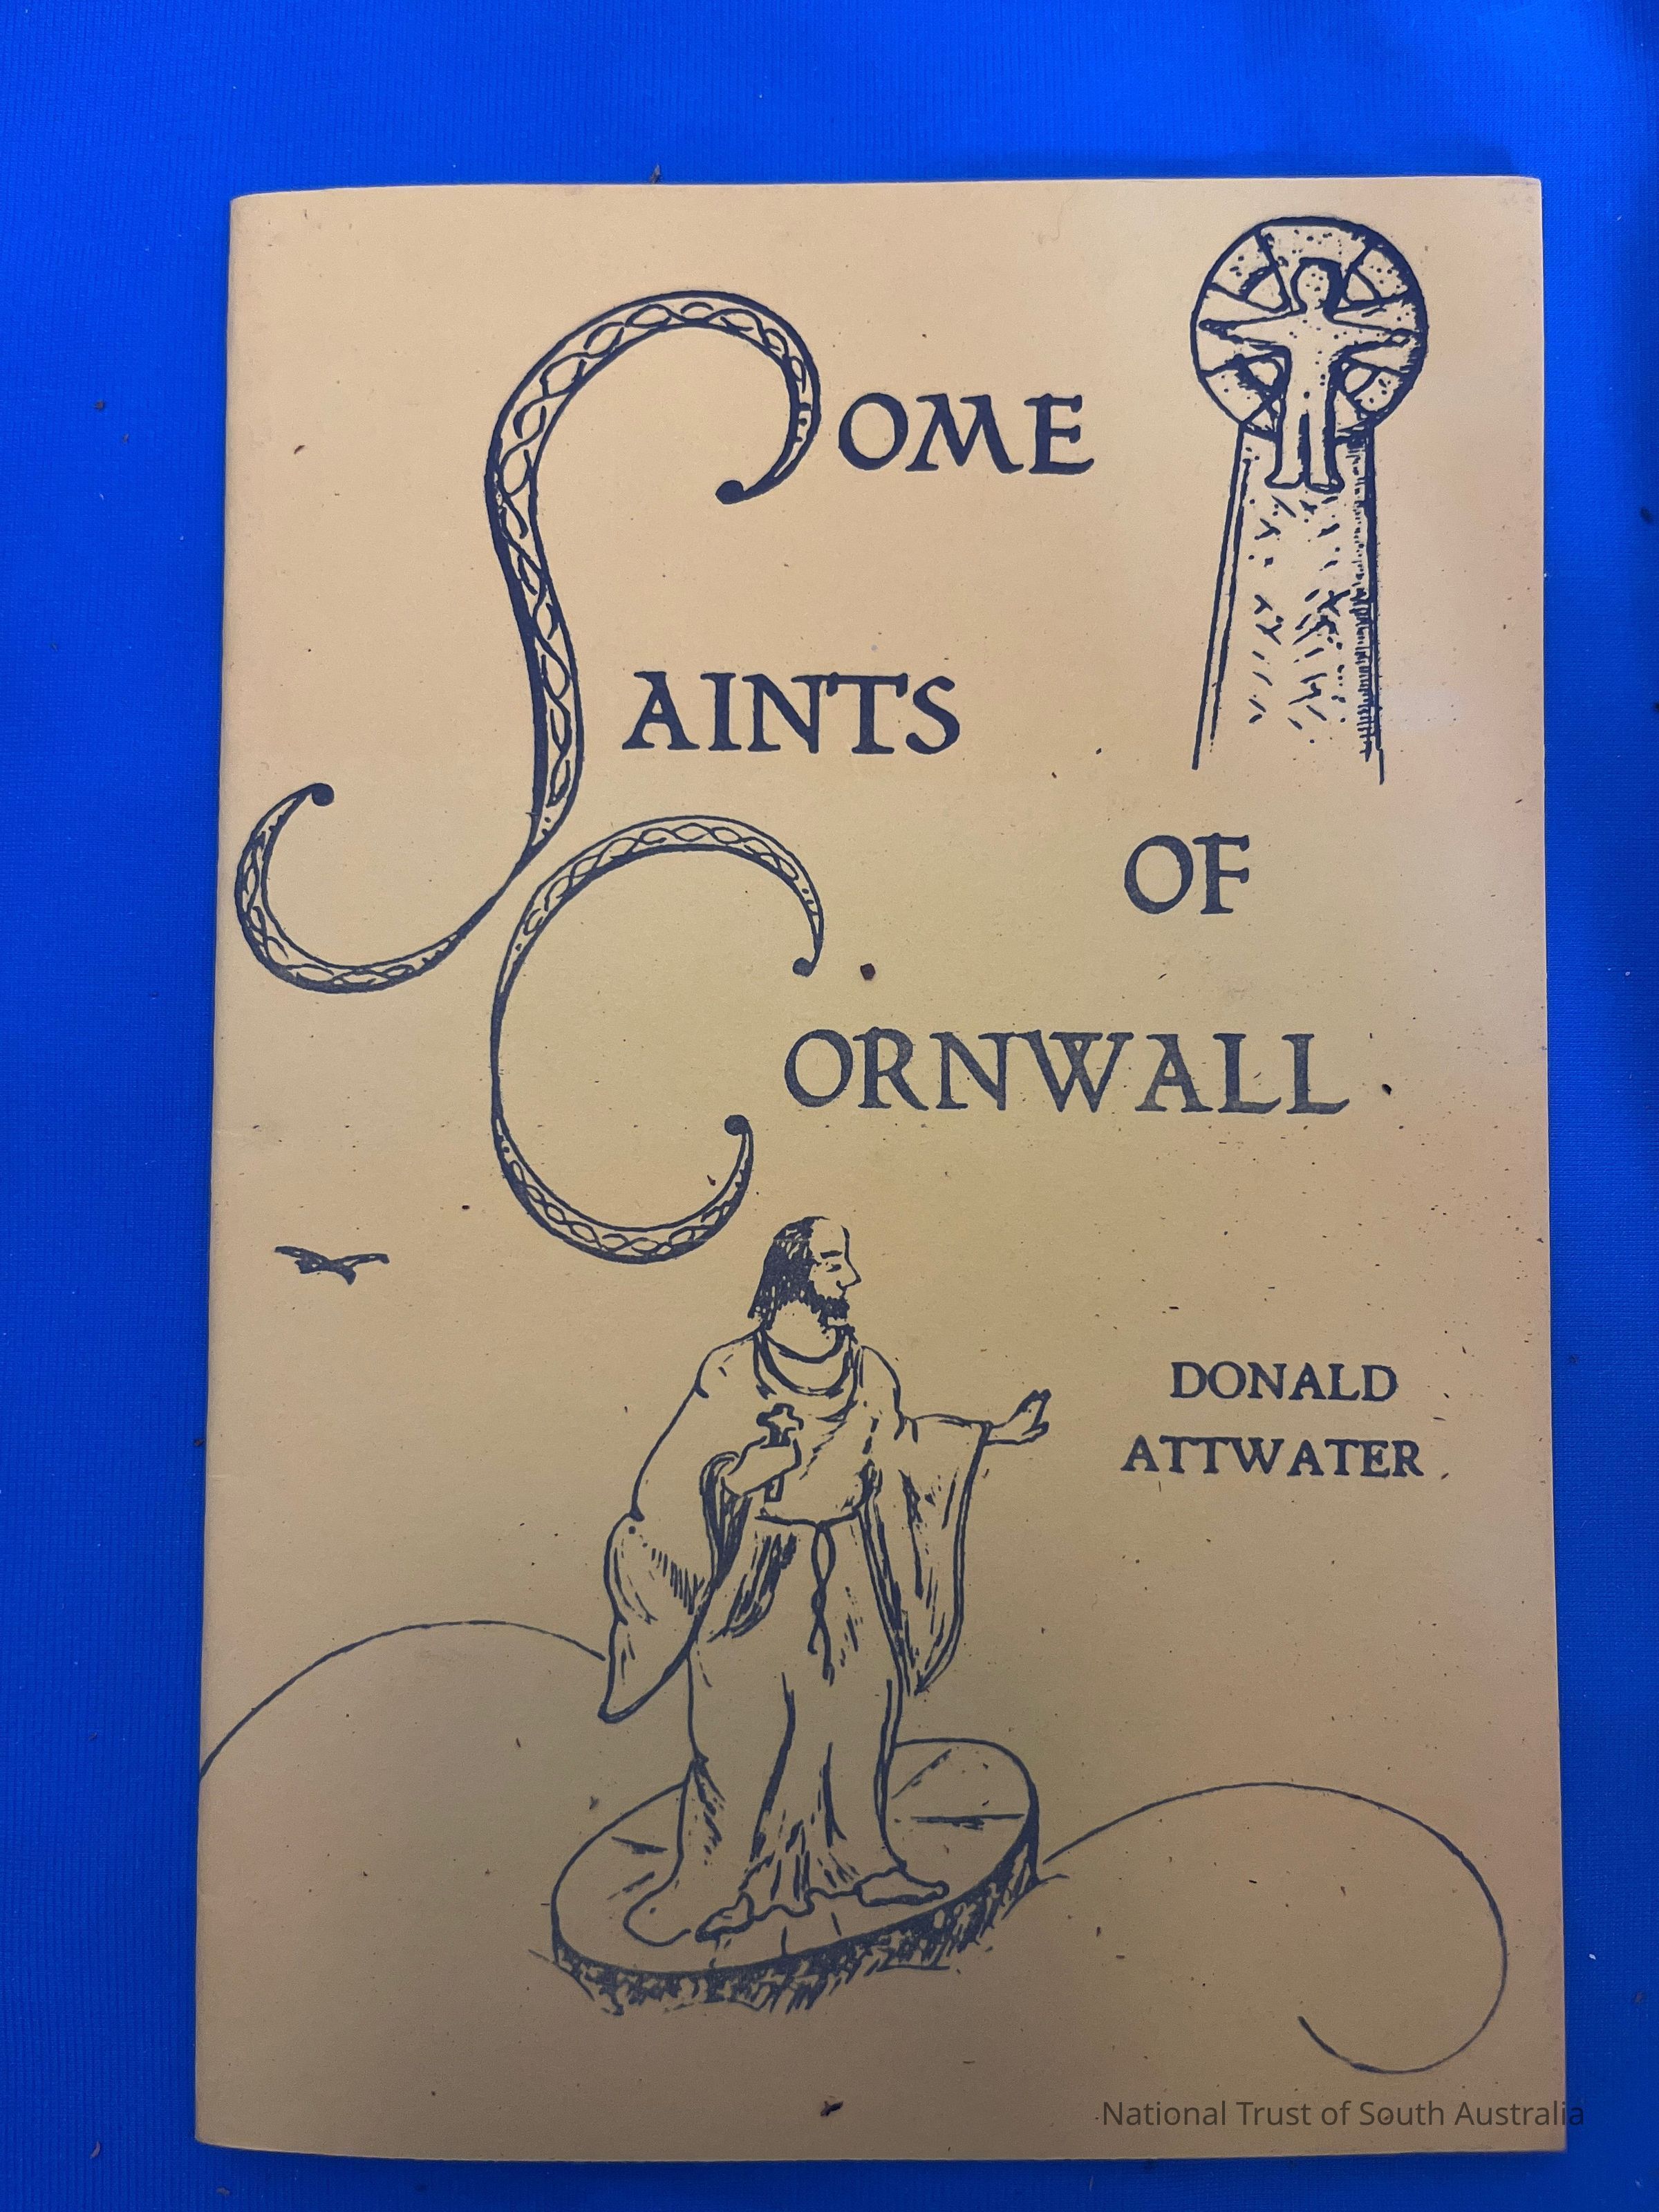 SOME
SAINTS
OF
CORNWALL
DONALD
ATTWATER
National Trust of South Australia